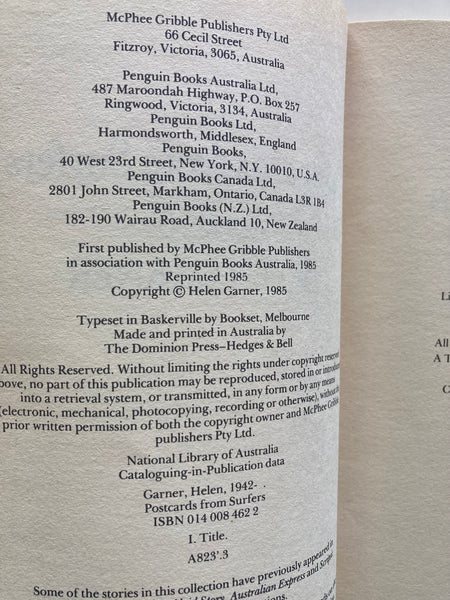 McPhee Gribble Publishers Pty Ltd
66 Cecil Street
Fitzroy, Victoria, 3065, Australia
Penguin Books Australia Ltd,
487 Maroondah Highway, P.O. Box 257
Ringwood, Victoria, 3134, Australia
Penguin Books Ltd,
Harmondsworth, Middlesex, England
Penguin Books,
40 West 23rd Street, New York, N.Y. 10010, U.S.A.
Penguin Books Canada Ltd,
2801 John Street, Markham, Ontario, Canada L3R 1B4
Penguin Books (N.Z.) Ltd,
182-190 Wairau Road, Auckland 10, New Zealand
First published by McPhee Gribble Publishers
in association with Penguin Books Australia, 1985
Reprinted 1985
Copyright © Helen Garner, 1985
Typeset in Baskerville by Bookset, Melbourne
Made and printed in Australia by
The Dominion Press–Hedges & Bell
All Rights Reserved. Without limiting the rights under copyright reserved
bove, no part of this publication may be reproduced, stored in or introduced
into a retrieval system, or transmitted, in any form or by any means
(electronic, mechanical, photocopying, recording or otherwise), without the
prior written permission of both the copyright owner and McPhee Gribble
publishers Pty Ltd.
National Library of Australia
Cataloguing-in-Publication data
Garner, Helen, 1942- .
Postcards from Surfers
ISBN 014 008 462 2
I. Title.
A823'.3
Some of the stories in this collection have previously appeared in
Story, Australian Express and Scripsi
Li
All
A T
C